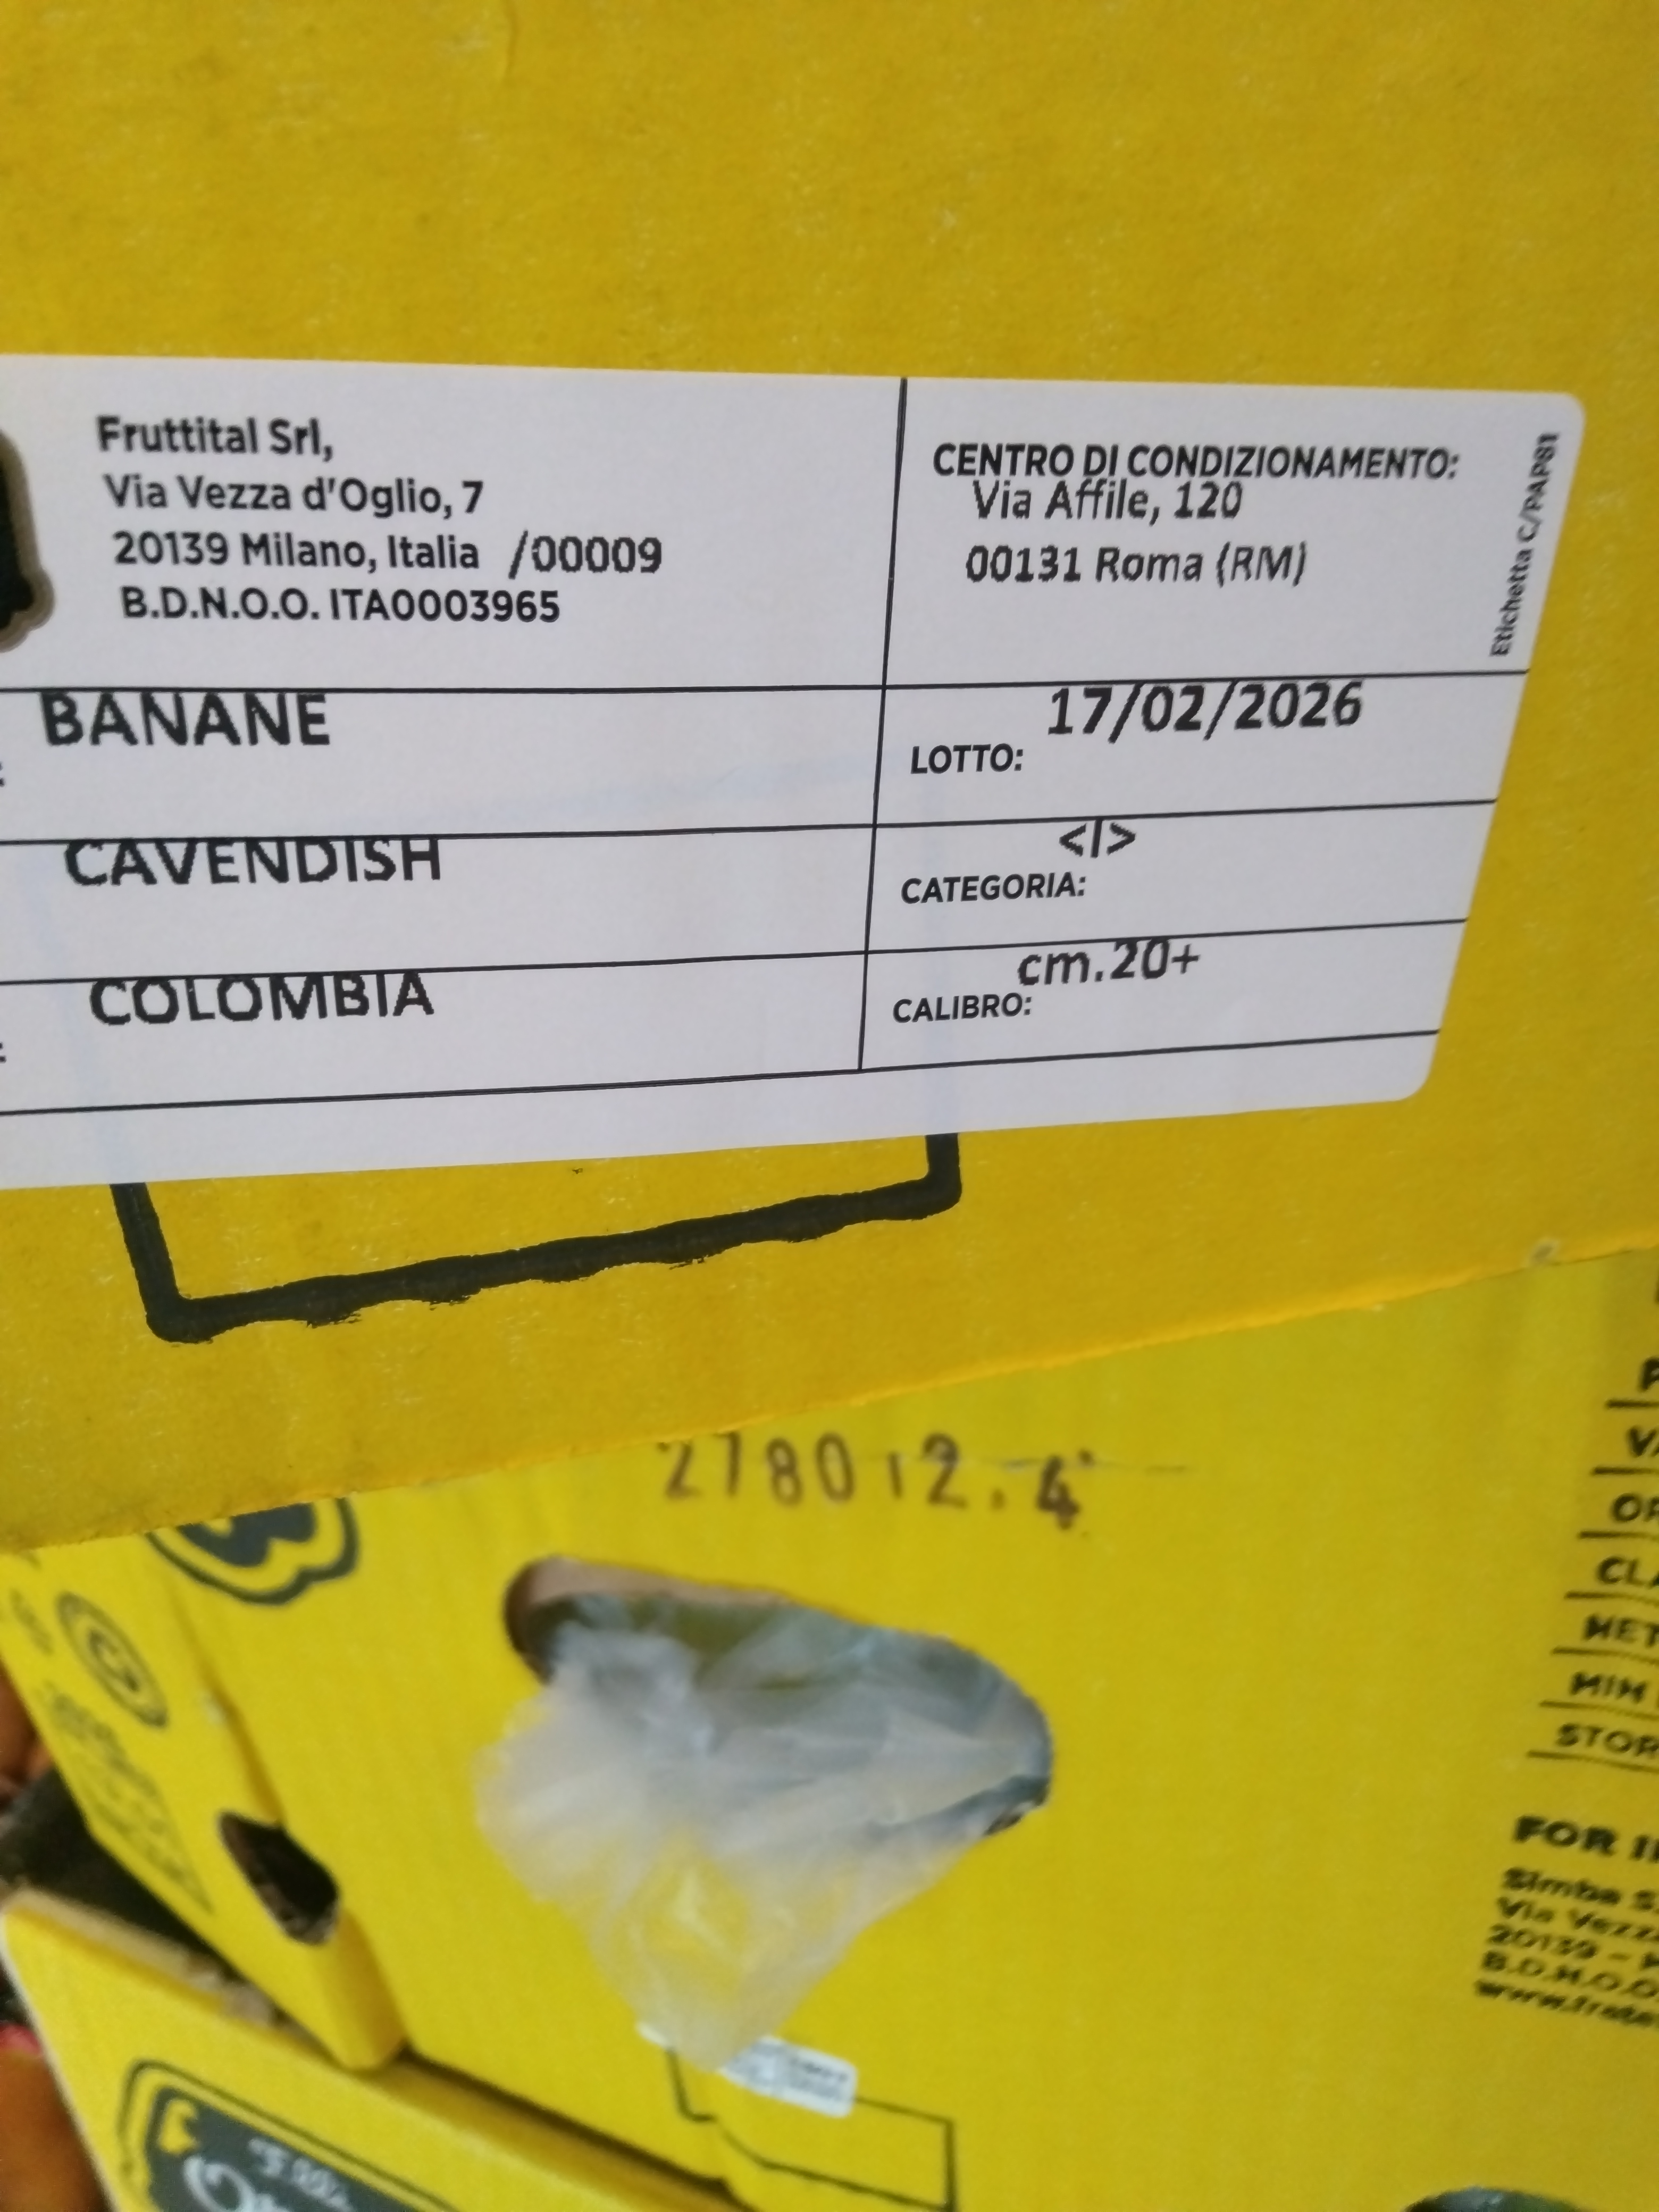 Fruttital Srl,
Via Vezza d'Oglio, 7
20139 Milano, Italia /00009
B.D.N.O.O. ITA0003965
CENTRO DI CONDIZIONAMENTO:
Via Affile, 120
00131 Roma (RM)
Etichetta C/PAP81
BANANE
LOTTO: 17/02/2026
CAVENDISH
CATEGORIA: <I>
COLOMBIA
CALIBRO: cm.20+
278012.4
STOR
FOR I
Simba S
Via Vezz
20139 -
B.D.N.O.O